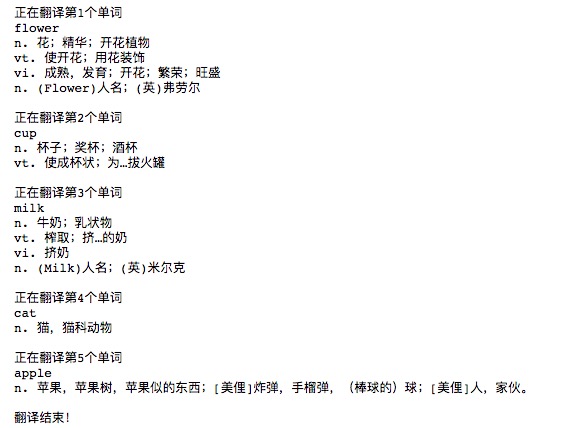 正在翻译第1个单词
flower
n. 花；精华；开花植物
vt. 使开花；用花装饰
vi. 成熟，发育；开花；繁荣；旺盛
n. (Flower)人名；(英)弗劳尔
正在翻译第2个单词
cup
n. 杯子；奖杯；酒杯
vt. 使成杯状；为…拔火罐
正在翻译第3个单词
milk
n. 牛奶；乳状物
vt. 榨取；挤…的奶
vi. 挤奶
n. (Milk)人名；(英)米尔克
正在翻译第4个单词
cat
n. 猫，猫科动物
正在翻译第5个单词
apple
n. 苹果，苹果树，苹果似的东西；[美俚]炸弹，手榴弹，（棒球的）球；[美俚]人，家伙。
翻译结束！